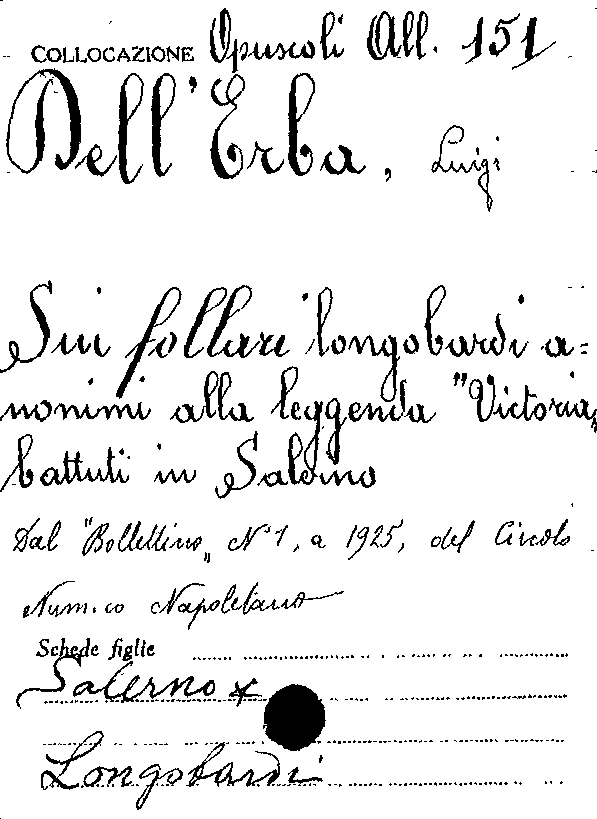 COLLOCAZIONE Opuscoli All. 151
Dell'Erba, Luigi
Sui follari longobardi a=
nonimi alla leggenda "Victoria„
battuti in Salerno
Dal "Bollettino„ N° 1, a 1925, del Circolo
Num.co Napoletano
Schede figlie
Salerno x
Longobardi